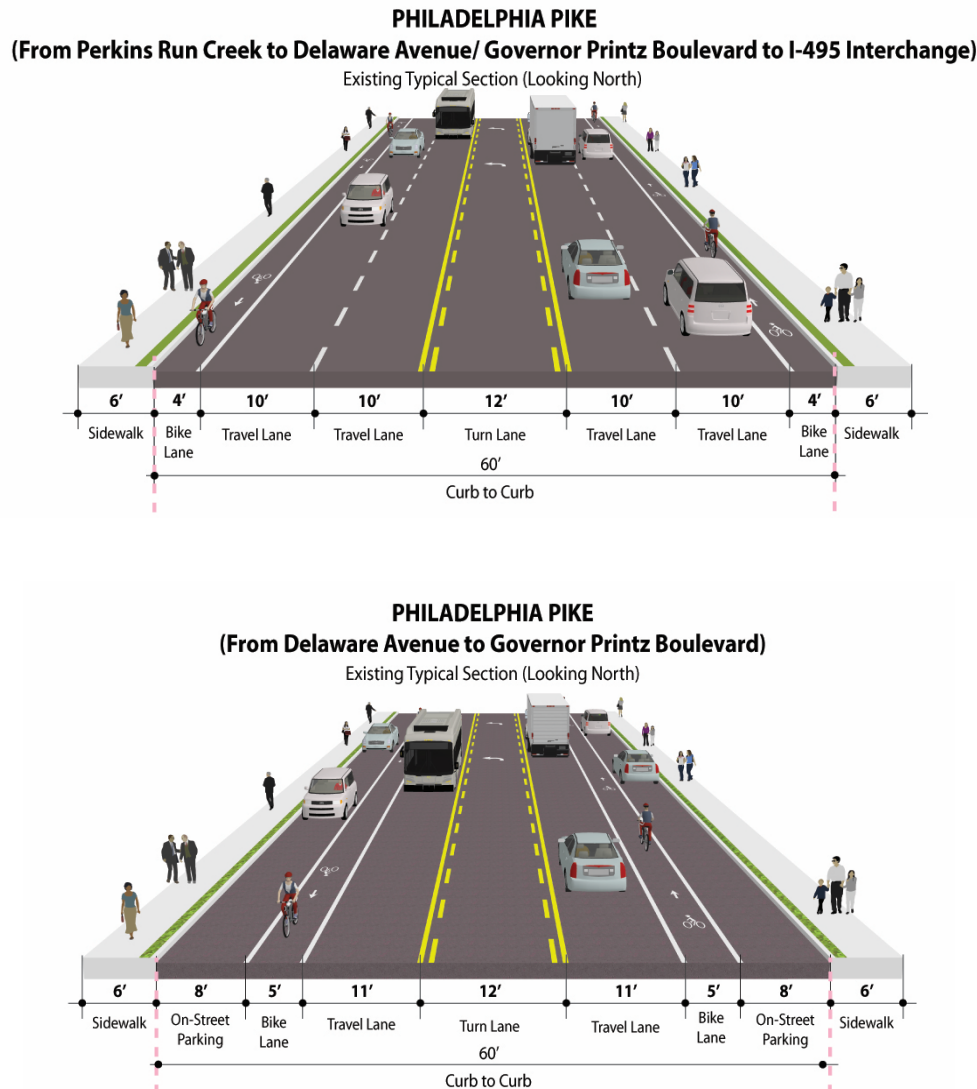 PHILADELPHIA PIKE
(From Perkins Run Creek to Delaware Avenue/ Governor Printz Boulevard to I-495 Interchange)
Existing Typical Section (Looking North)
6’ 4’ 10’ 10’ 12’ 10’ 10’ 4’ 6’
Sidewalk Bike Lane Travel Lane Travel Lane Turn Lane Travel Lane Travel Lane Bike Lane Sidewalk
60’
Curb to Curb
PHILADELPHIA PIKE
(From Delaware Avenue to Governor Printz Boulevard)
Existing Typical Section (Looking North)
6’ 8’ 5’ 11’ 12’ 11’ 5’ 8’ 6’
Sidewalk On-Street Parking Bike Lane Travel Lane Turn Lane Travel Lane Bike Lane On-Street Parking Sidewalk
60’
Curb to Curb